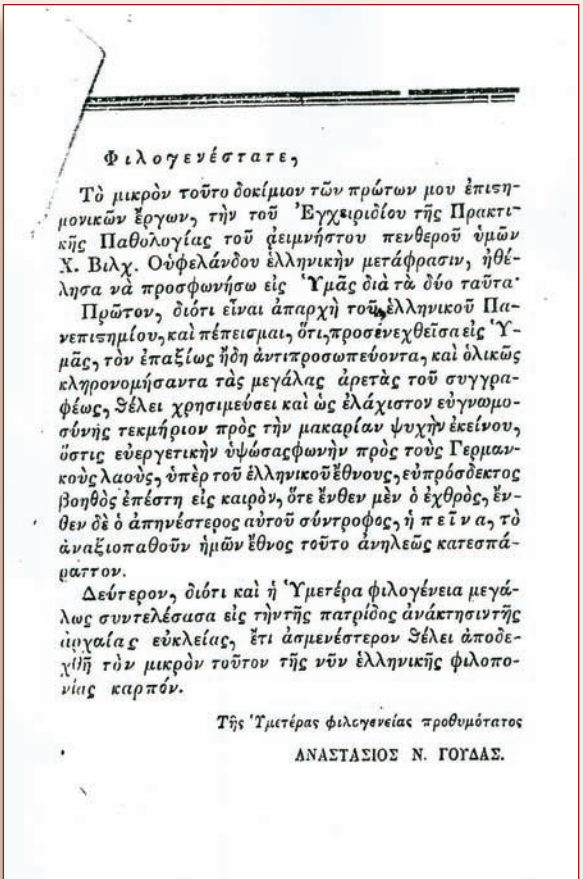 Φιλογενέστατε,
Τὸ μικρὸν τοῦτο δοκίμιον τῶν πρώτων μου ἐπιϛη-
μονικῶν ἔργων, τὴν τοῦ Ἐγχειριδίου τῆς Πρακτι-
κῆς Παθολογίας τοῦ ἀειμνήστου πενθεροῦ ὑμῶν
Χ. Βιλχ. Οὑφελάνδου ἑλληνικὴν μετάφρασιν, ἠθέ-
λησα νὰ προσφωνήσω εἰς Ὑμᾶς διὰ τὰ δύο ταῦτα·
Πρῶτον, διότι εἶναι ἀπαρχὴ τοῦ ἑλληνικοῦ Πα-
νεπιϛημίου, καὶ πέπεισμαι, ὅτι, προσενεχθεῖσα εἰς Ὑ-
μᾶς, τὸν ἐπαξίως ἤδη ἀντιπροσωπεύοντα, καὶ ὁλικῶς
κληρονομήσαντα τὰς μεγάλας ἀρετὰς τοῦ συγγρα-
φέως, θέλει χρησιμεύσει καὶ ὡς ἐλάχιστον εὐγνωμο-
σύνης τεκμήριον πρὸς τὴν μακαρίαν ψυχὴν ἐκείνου,
ὅστις εὐεργετικὴν ὑψώσας φωνὴν πρὸς τοὺς Γερμαν-
κοὺς λαοὺς, ὑπὲρ τοῦ ἑλληνικοῦ ἔθνους, εὐπρόσδεκτος
βοηθὸς ἐπέστη εἰς καιρὸν, ὅτε ἔνθεν μὲν ὁ ἐχθρὸς, ἔν-
θεν δὲ ὁ ἀπηνέστερος αὐτοῦ σύντροφος, ἡ πεῖνα, τὸ
ἀναξιοπαθοῦν ἡμῶν ἔθνος τοῦτο ἀνηλεῶς κατεσπά-
ραττον.
Δεύτερον, διότι καὶ ἡ Ὑμετέρα φιλογένεια μεγά-
λως συντελέσασα εἰς τὴν τῆς πατρίδος ἀνάκτησιν τῆς
ἀρχαίας εὐκλείας, ἔτι ἀσμενέστερον θέλει ἀποδε-
χθῆ τὸν μικρὸν τοῦτον τῆς νῦν ἑλληνικῆς φιλοπο-
νίας καρπόν.
Τῆς Ὑμετέρας φιλογενείας προθυμότατος
ΑΝΑΣΤΑΣΙΟΣ Ν. ΓΟΥΔΑΣ.